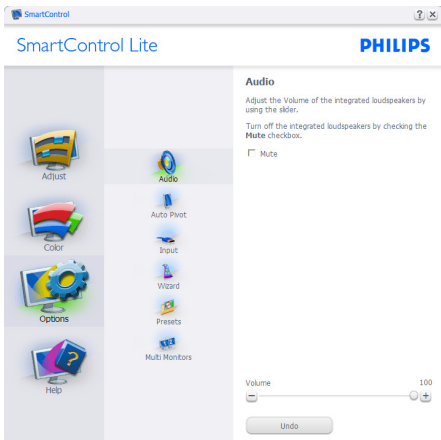 SmartControl
SmartControl Lite
PHILIPS
Adjust
Color
Options
Help
Audio
Auto Pivot
Input
Wizard
Presets
Multi Monitors
Audio
Adjust the Volume of the integrated loudspeakers by
using the slider.
Turn off the integrated loudspeakers by checking the
Mute checkbox.
Mute
Volume 100
Undo